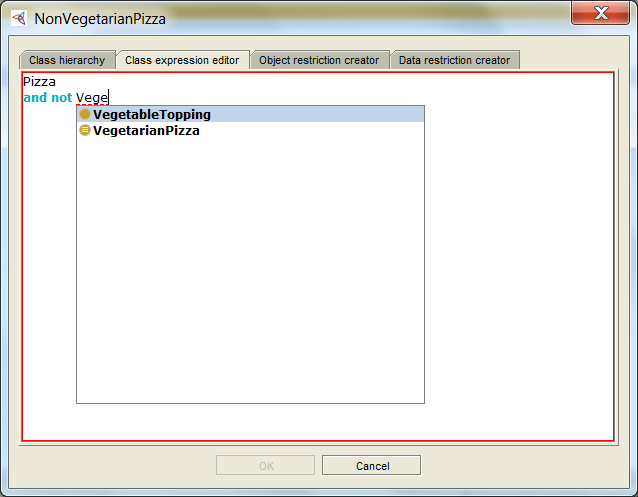 NonVegetarianPizza
Class hierarchy Class expression editor Object restriction creator Data restriction creator
Pizza
and not Vege
VegetableTopping
VegetarianPizza
OK Cancel